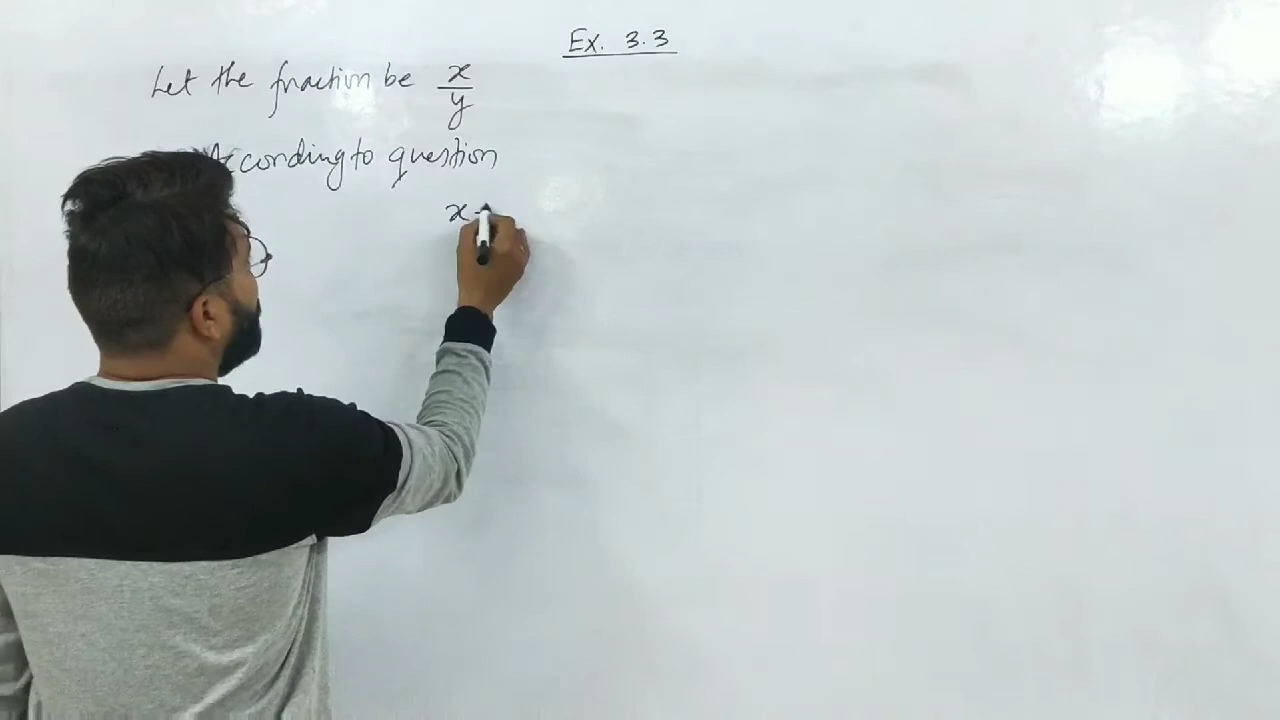 Ex. 3.3
Let the fraction be x/y
According to question
x